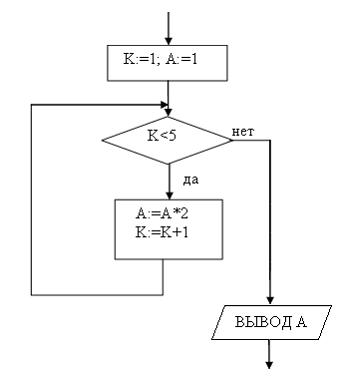 K:=1; A:=1
K<5
нет
да
A:=A*2
K:=K+1
ВЫВОД А